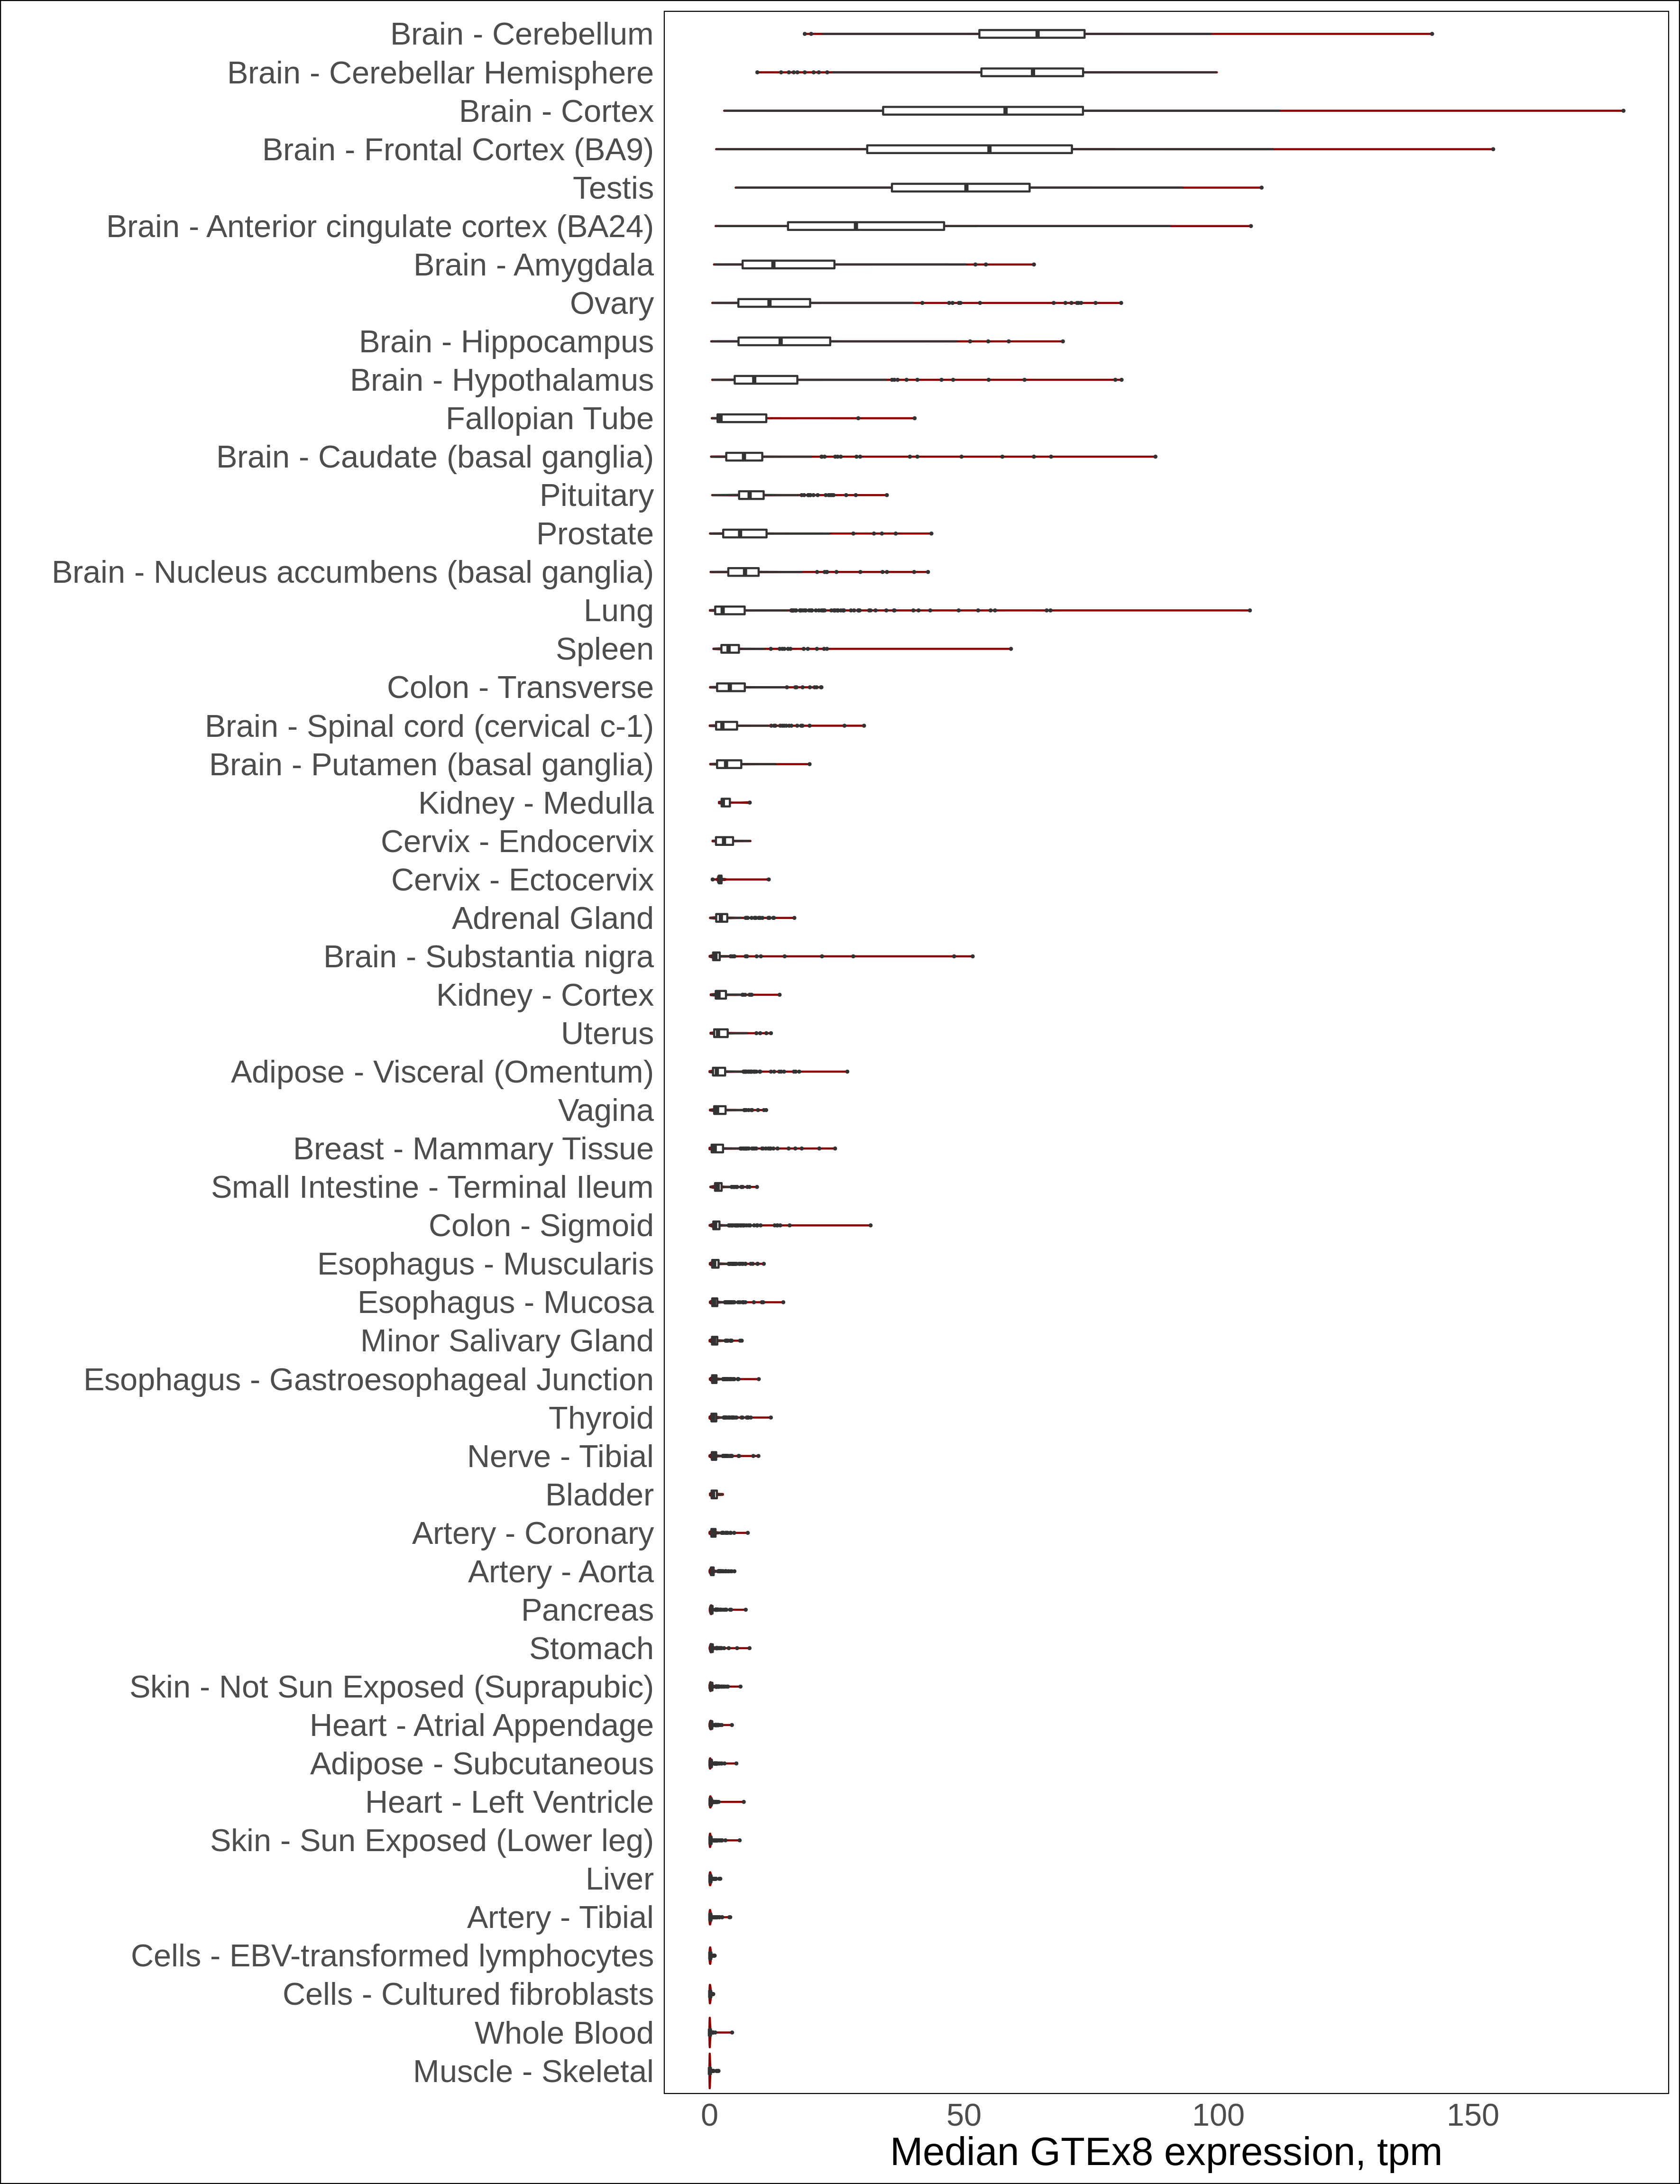 Brain - Cerebellum
Brain - Cerebellar Hemisphere
Brain - Cortex
Brain - Frontal Cortex (BA9)
Testis
Brain - Anterior cingulate cortex (BA24)
Brain - Amygdala
Ovary
Brain - Hippocampus
Brain - Hypothalamus
Fallopian Tube
Brain - Caudate (basal ganglia)
Pituitary
Prostate
Brain - Nucleus accumbens (basal ganglia)
Lung
Spleen
Colon - Transverse
Brain - Spinal cord (cervical c-1)
Brain - Putamen (basal ganglia)
Kidney - Medulla
Cervix - Endocervix
Cervix - Ectocervix
Adrenal Gland
Brain - Substantia nigra
Kidney - Cortex
Uterus
Adipose - Visceral (Omentum)
Vagina
Breast - Mammary Tissue
Small Intestine - Terminal Ileum
Colon - Sigmoid
Esophagus - Muscularis
Esophagus - Mucosa
Minor Salivary Gland
Esophagus - Gastroesophageal Junction
Thyroid
Nerve - Tibial
Bladder
Artery - Coronary
Artery - Aorta
Pancreas
Stomach
Skin - Not Sun Exposed (Suprapubic)
Heart - Atrial Appendage
Adipose - Subcutaneous
Heart - Left Ventricle
Skin - Sun Exposed (Lower leg)
Liver
Artery - Tibial
Cells - EBV-transformed lymphocytes
Cells - Cultured fibroblasts
Whole Blood
Muscle - Skeletal
0 50 100 150
Median GTEx8 expression, tpm